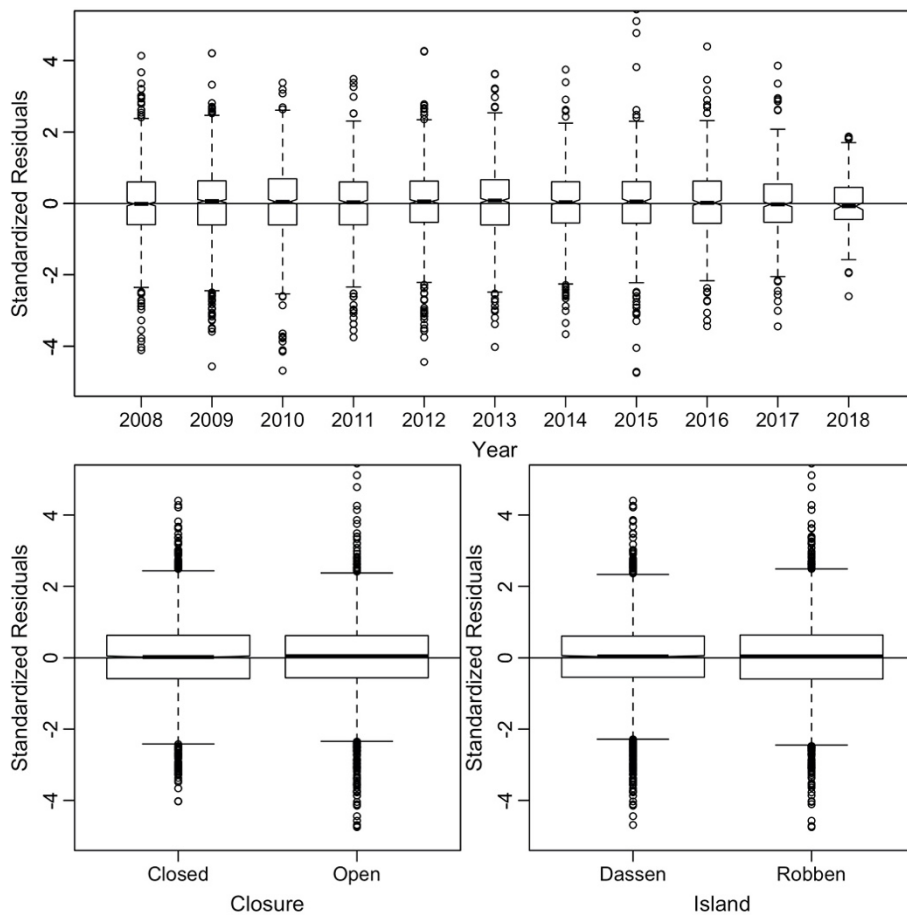 Standardized Residuals
4
2
0
-2
-4
2008 2009 2010 2011 2012 2013 2014 2015 2016 2017 2018
Year
Standardized Residuals
4
2
0
-2
-4
Closed Open
Closure
Standardized Residuals
4
2
0
-2
-4
Dassen Robben
Island